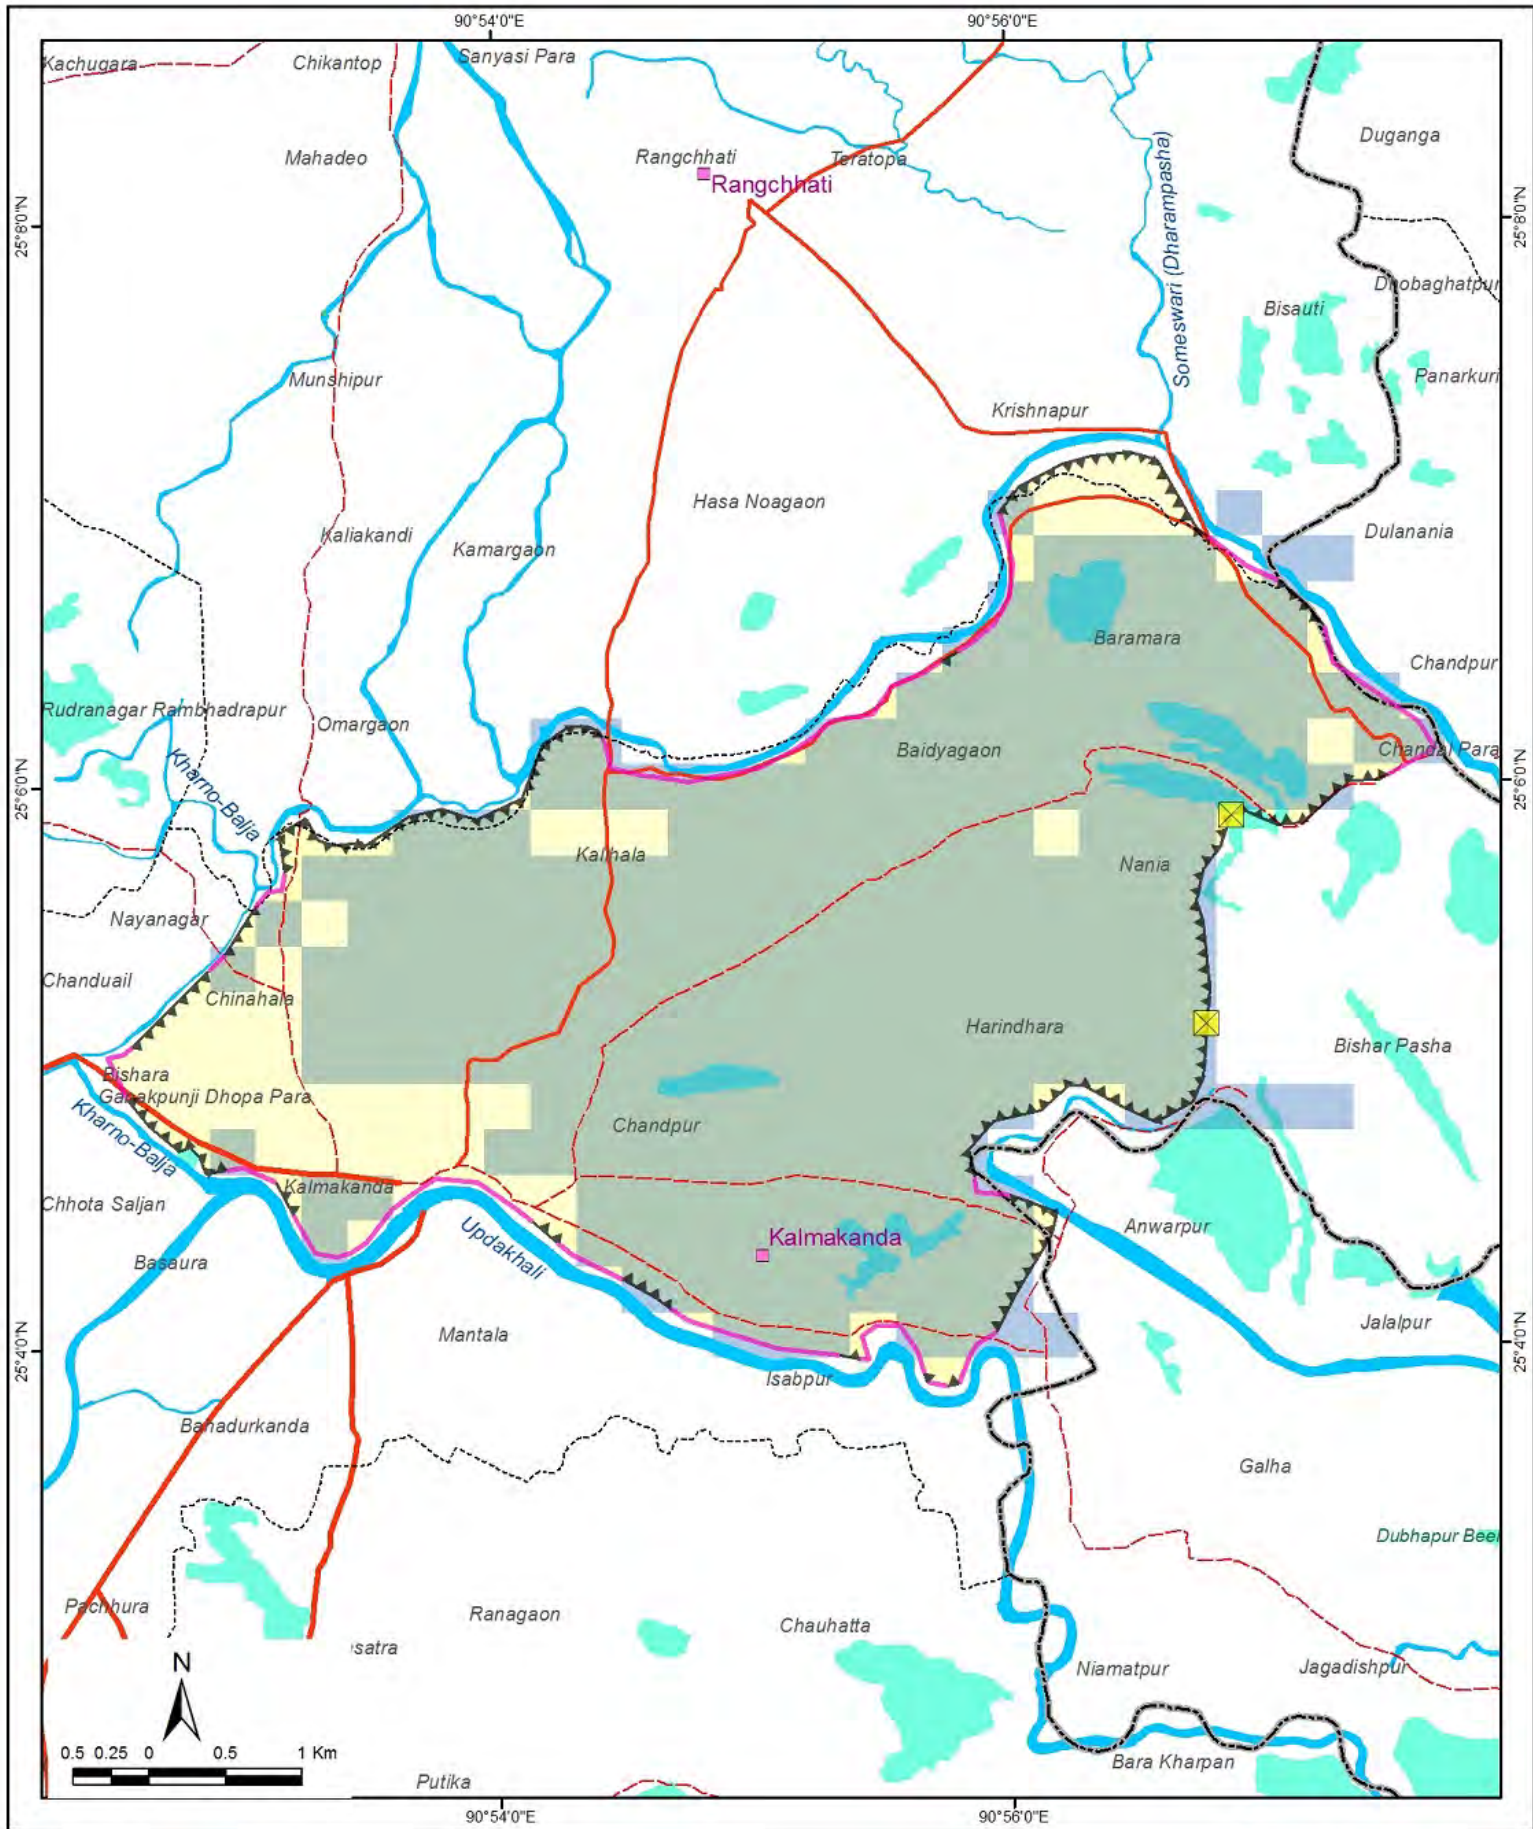 90°54'0"E
90°56'0"E
Kachugara
Chikantop
Sanyasi Para
Duganga
Mahadeo
Rangchhati
Teratopa
Rangchhati
Someswari (Dharampasha)
25°8'0"N
25°8'0"N
Dhobaghatpur
Bisauti
Munshipur
Panarkuri
Krishnapur
Hasa Noagaon
Kaliakandi
Kamargaon
Dulanania
Baramara
Chandpur
Rudranagar Rambhadrapur
Omargaon
Baidyagaon
Chandal Para
Kharno-Balja
25°6'0"N
25°6'0"N
Kalihala
Nania
Nayanagar
Chanduail
Chinahala
Harindhara
Bishar Pasha
Bishara
Ganakpunji Dhopa Para
Kharno-Balja
Chandpur
Kalmakanda
Chhota Saljan
Anwarpur
Updakhali
Kalmakanda
Basaura
Mantala
Jalalpur
25°4'0"N
25°4'0"N
Isabpur
Bahadurkanda
Galha
Dubhapur Beel
Pachhura
Ranagaon
Chauhatta
satra
N
Niamatpur
Jagadishpur
0.5 0.25 0 0.5 1 Km
Bara Kharpan
Putika
90°54'0"E
90°56'0"E